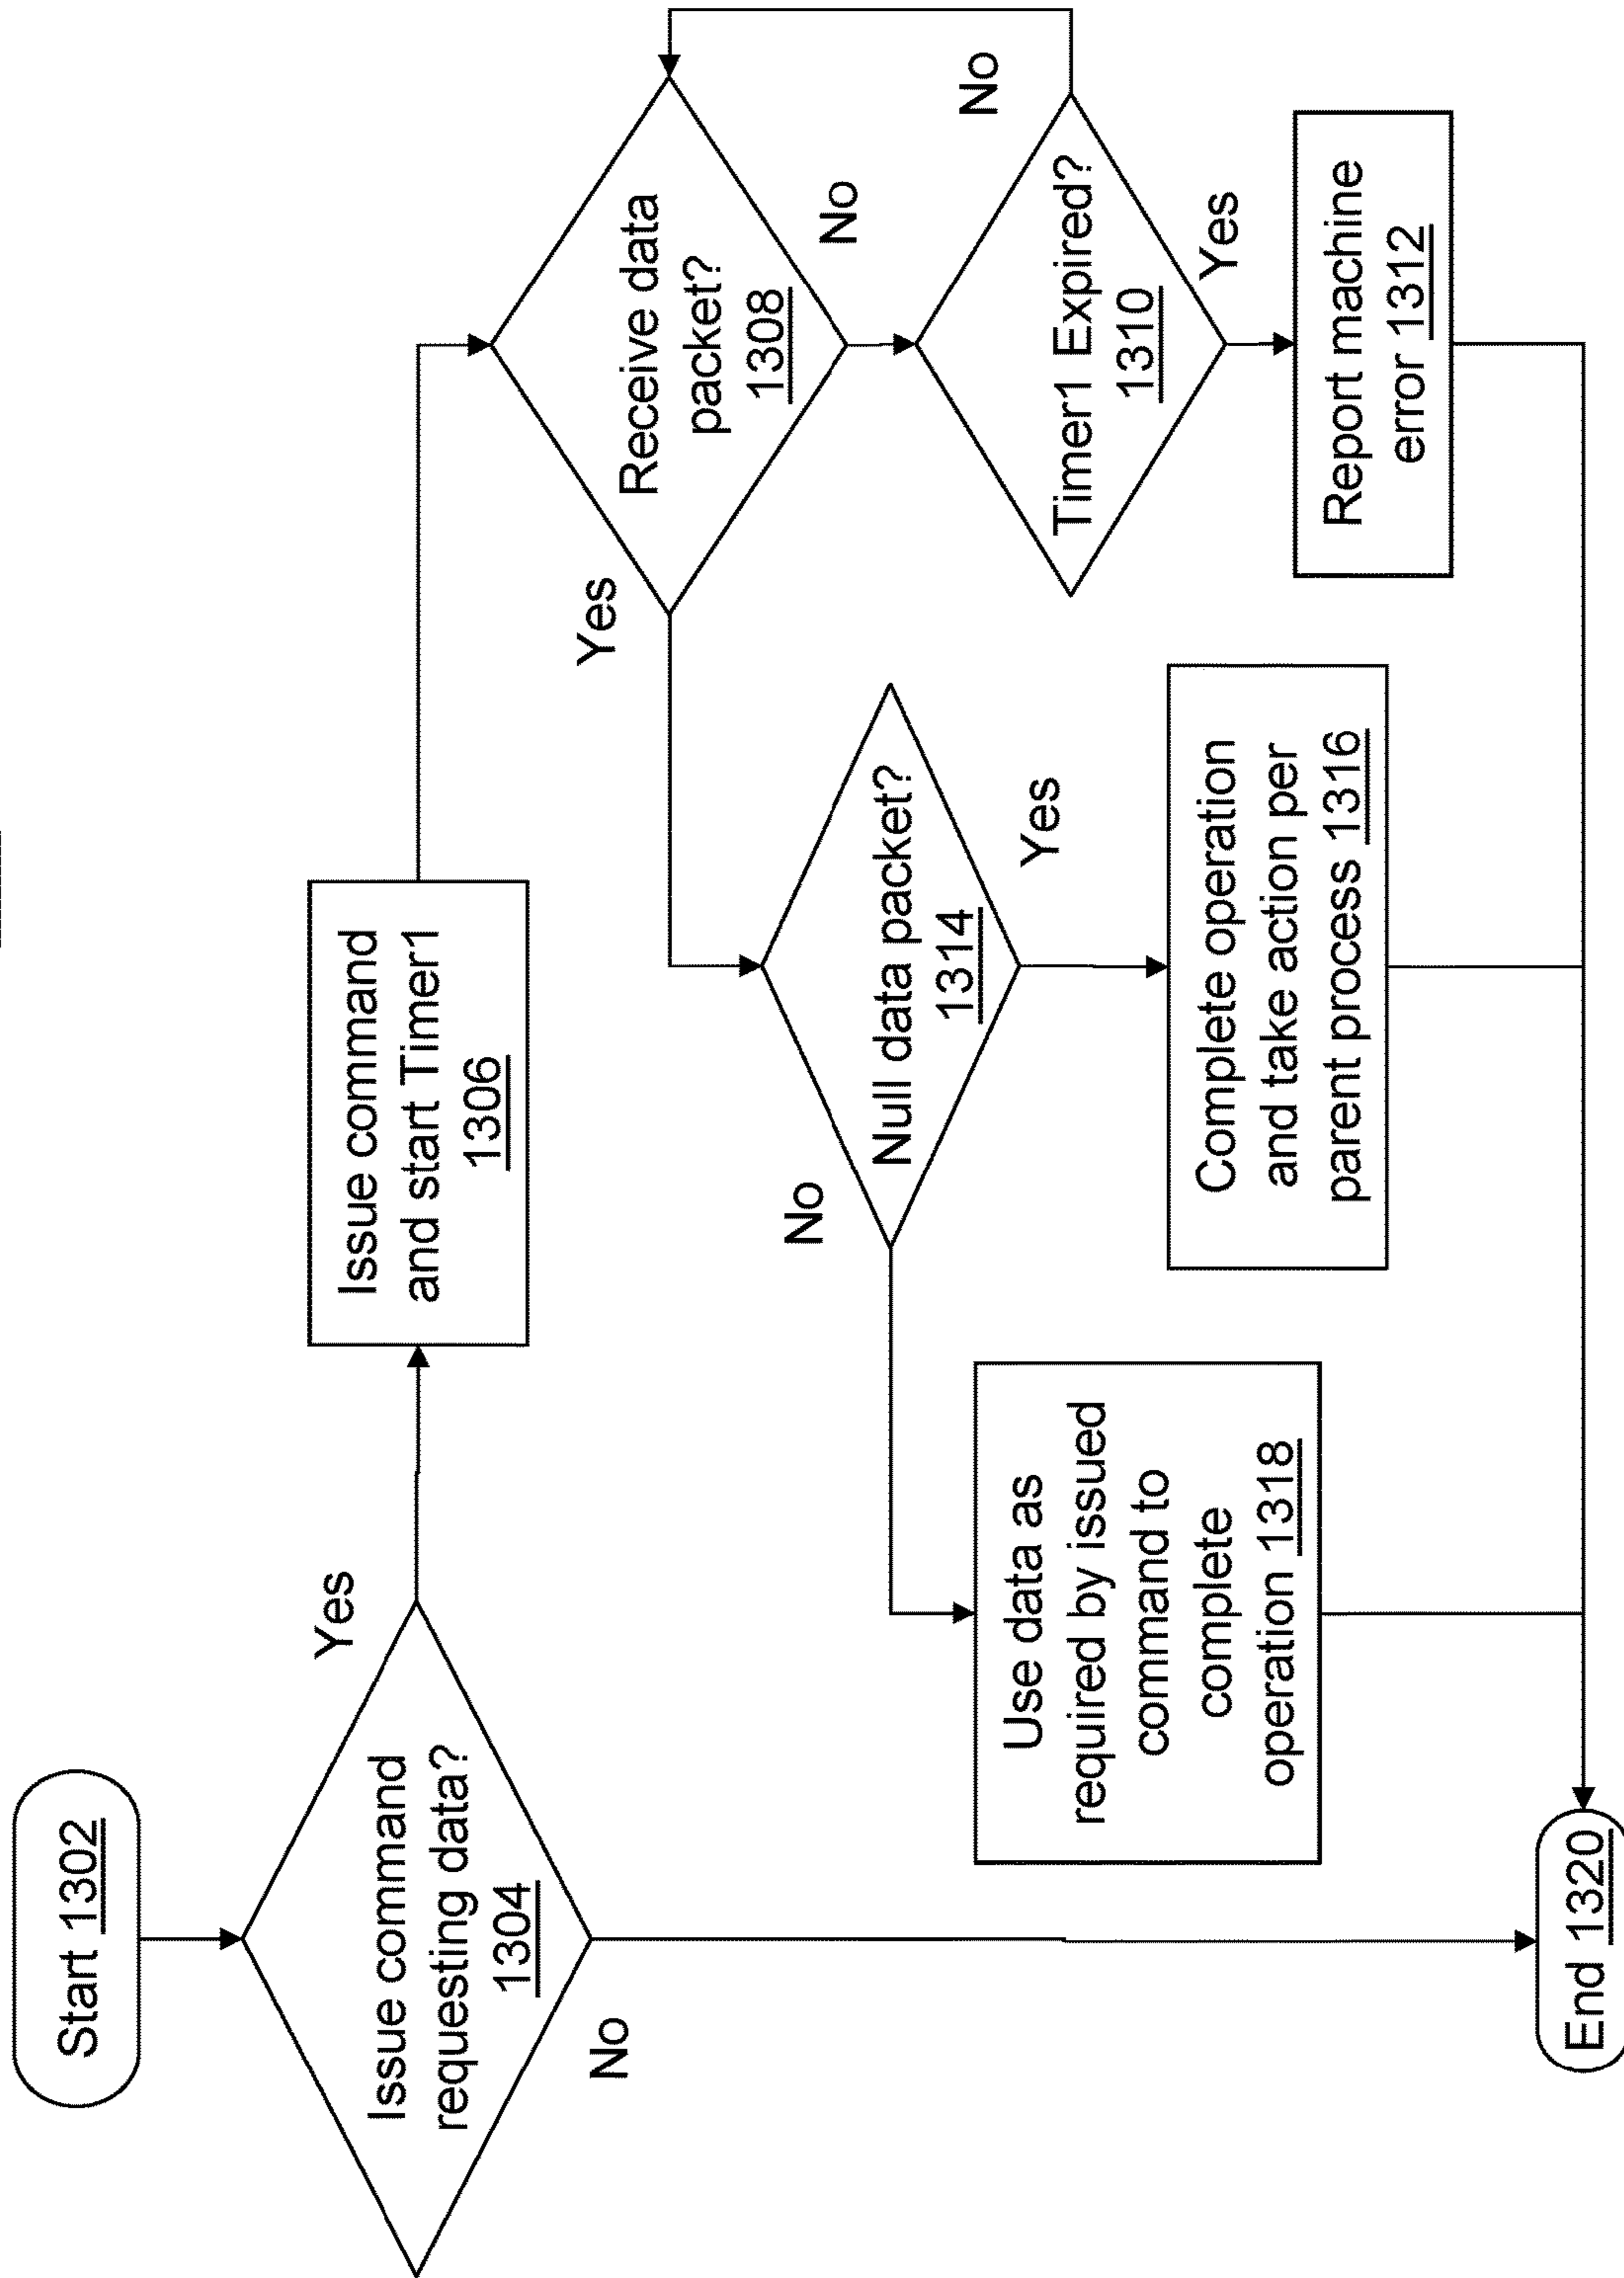 Start 1302
Issue command
requesting data?
1304
Yes
No
Issue command
and start Timer1
1306
Receive data
packet?
1308
Yes
No
Timer1 Expired?
1310
No
Yes
Report machine
error 1312
Null data packet?
1314
No
Yes
Complete operation
and take action per
parent process 1316
Use data as
required by issued
command to
complete
operation 1318
End 1320